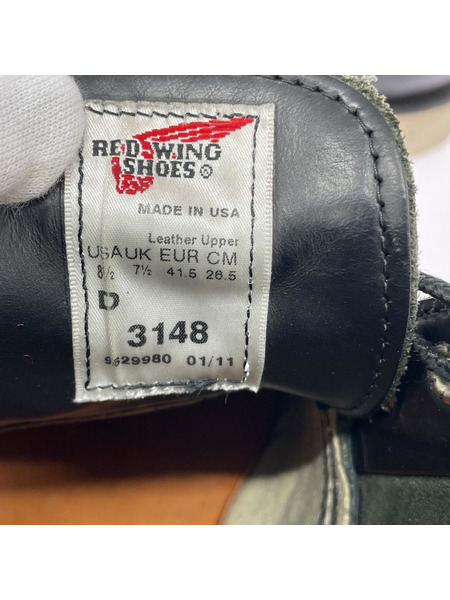 RED WING
SHOES®
MADE IN USA
Leather Upper
USA UK EUR CM
8½ 7½ 41.5 26.5
D
3148
9629980 01/11